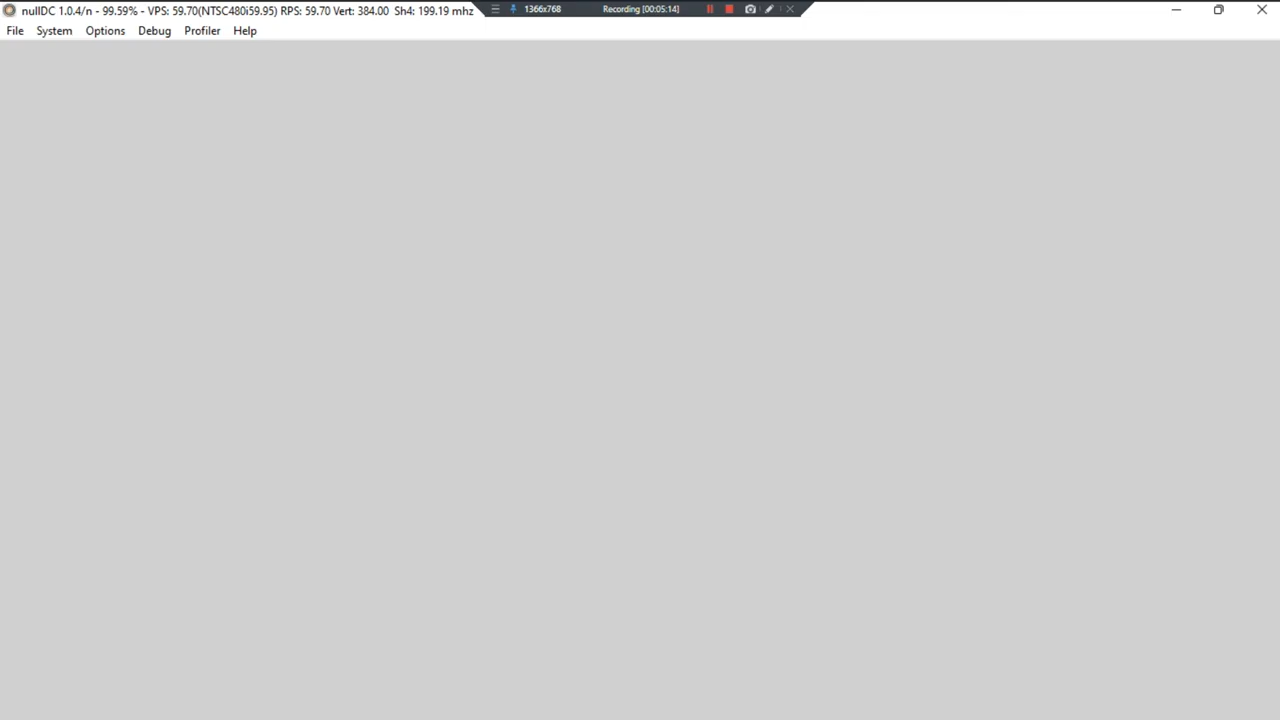 nullDC 1.0.4/n - 99.59% - VPS: 59.70(NTSC480i59.95) RPS: 59.70 Vert: 384.00 Sh4: 199.19 mhz
1366x768 Recording [00:05:14]
File System Options Debug Profiler Help